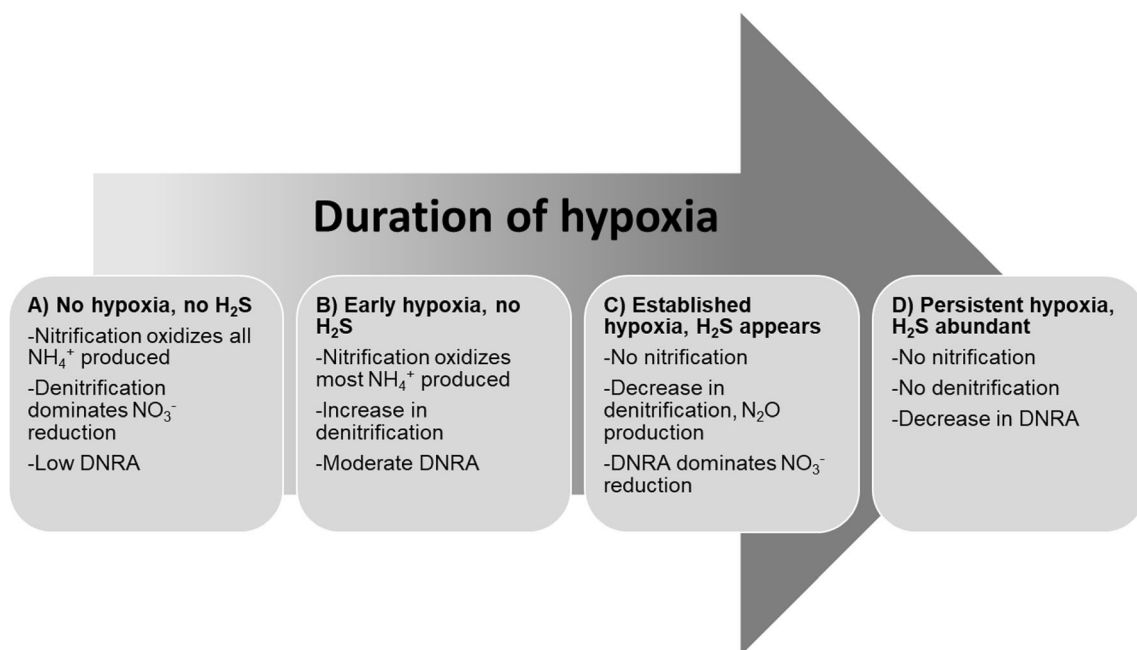 Duration of hypoxia
A) No hypoxia, no H₂S
-Nitrification oxidizes all
NH₄⁺ produced
-Denitrification
dominates NO₃⁻
reduction
-Low DNRA
B) Early hypoxia, no
H₂S
-Nitrification oxidizes
most NH₄⁺ produced
-Increase in
denitrification
-Moderate DNRA
C) Established
hypoxia, H₂S appears
-No nitrification
-Decrease in
denitrification, N₂O
production
-DNRA dominates NO₃⁻
reduction
D) Persistent hypoxia,
H₂S abundant
-No nitrification
-No denitrification
-Decrease in DNRA